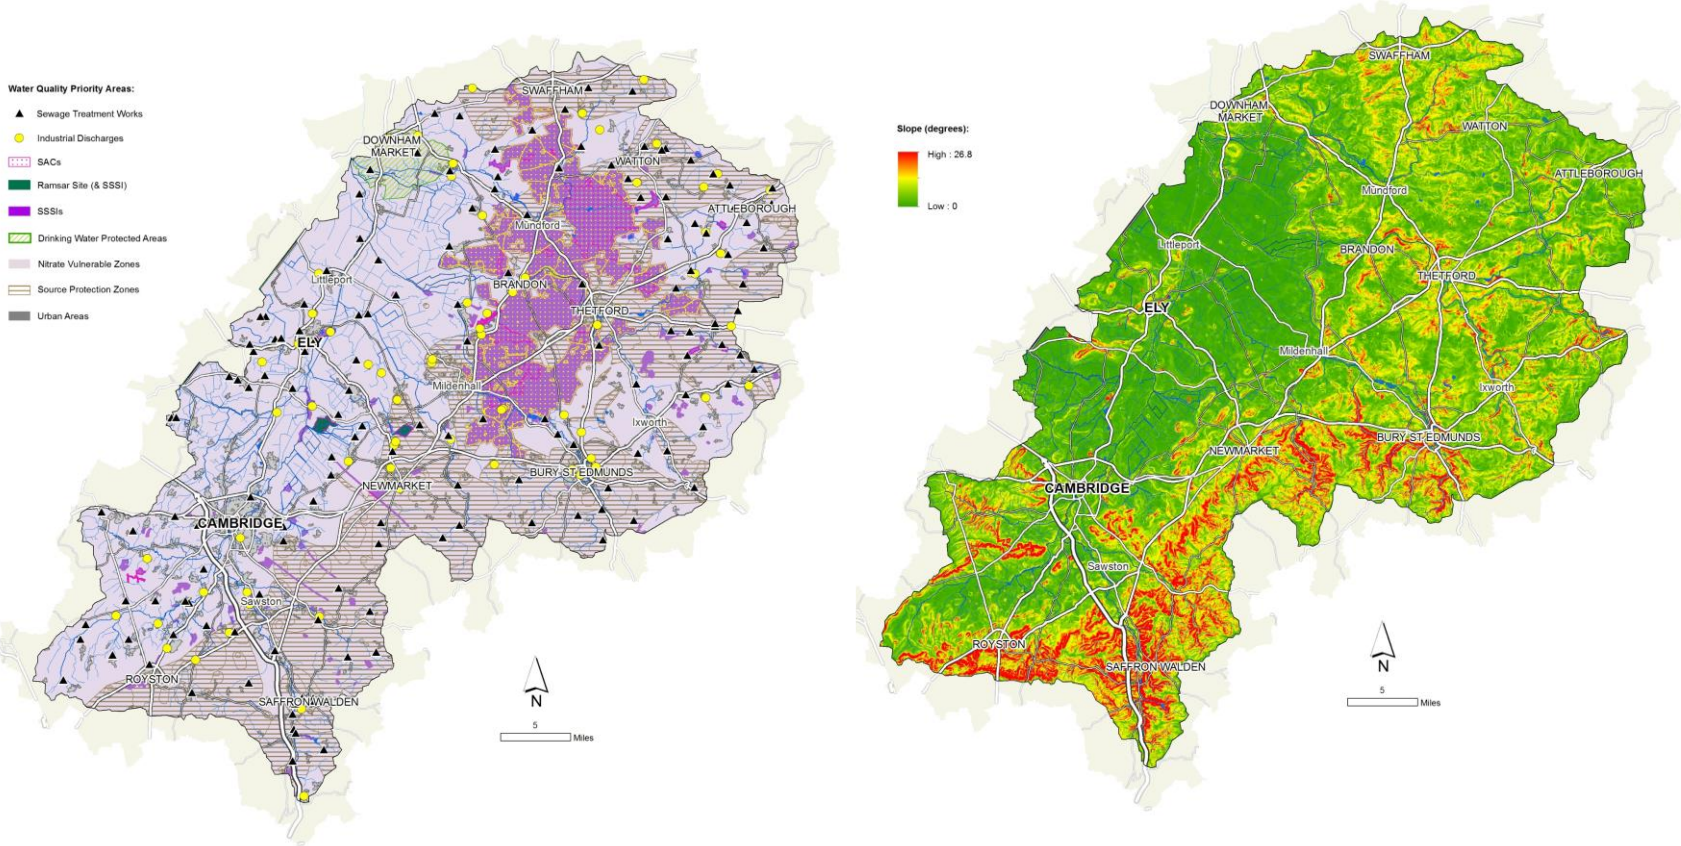 Water Quality Priority Areas:
Sewage Treatment Works
Industrial Discharges
SACs
Ramsar Site (& SSSI)
SSSIs
Drinking Water Protected Areas
Nitrate Vulnerable Zones
Source Protection Zones
Urban Areas
SWAFFHAM
DOWNHAM
MARKET
WATTON
ATTLEBOROUGH
Mundford
Littleport
BRANDON
THETFORD
ELY
Mildenhall
Ixworth
BURY ST EDMUNDS
NEWMARKET
CAMBRIDGE
Sawston
ROYSTON
SAFFRON WALDEN
N
5
Miles
Slope (degrees):
High : 26.8
Low : 0
SWAFFHAM
DOWNHAM
MARKET
WATTON
ATTLEBOROUGH
Mundford
Littleport
BRANDON
THETFORD
ELY
Mildenhall
Ixworth
BURY ST EDMUNDS
NEWMARKET
CAMBRIDGE
Sawston
ROYSTON
SAFFRON WALDEN
N
5
Miles